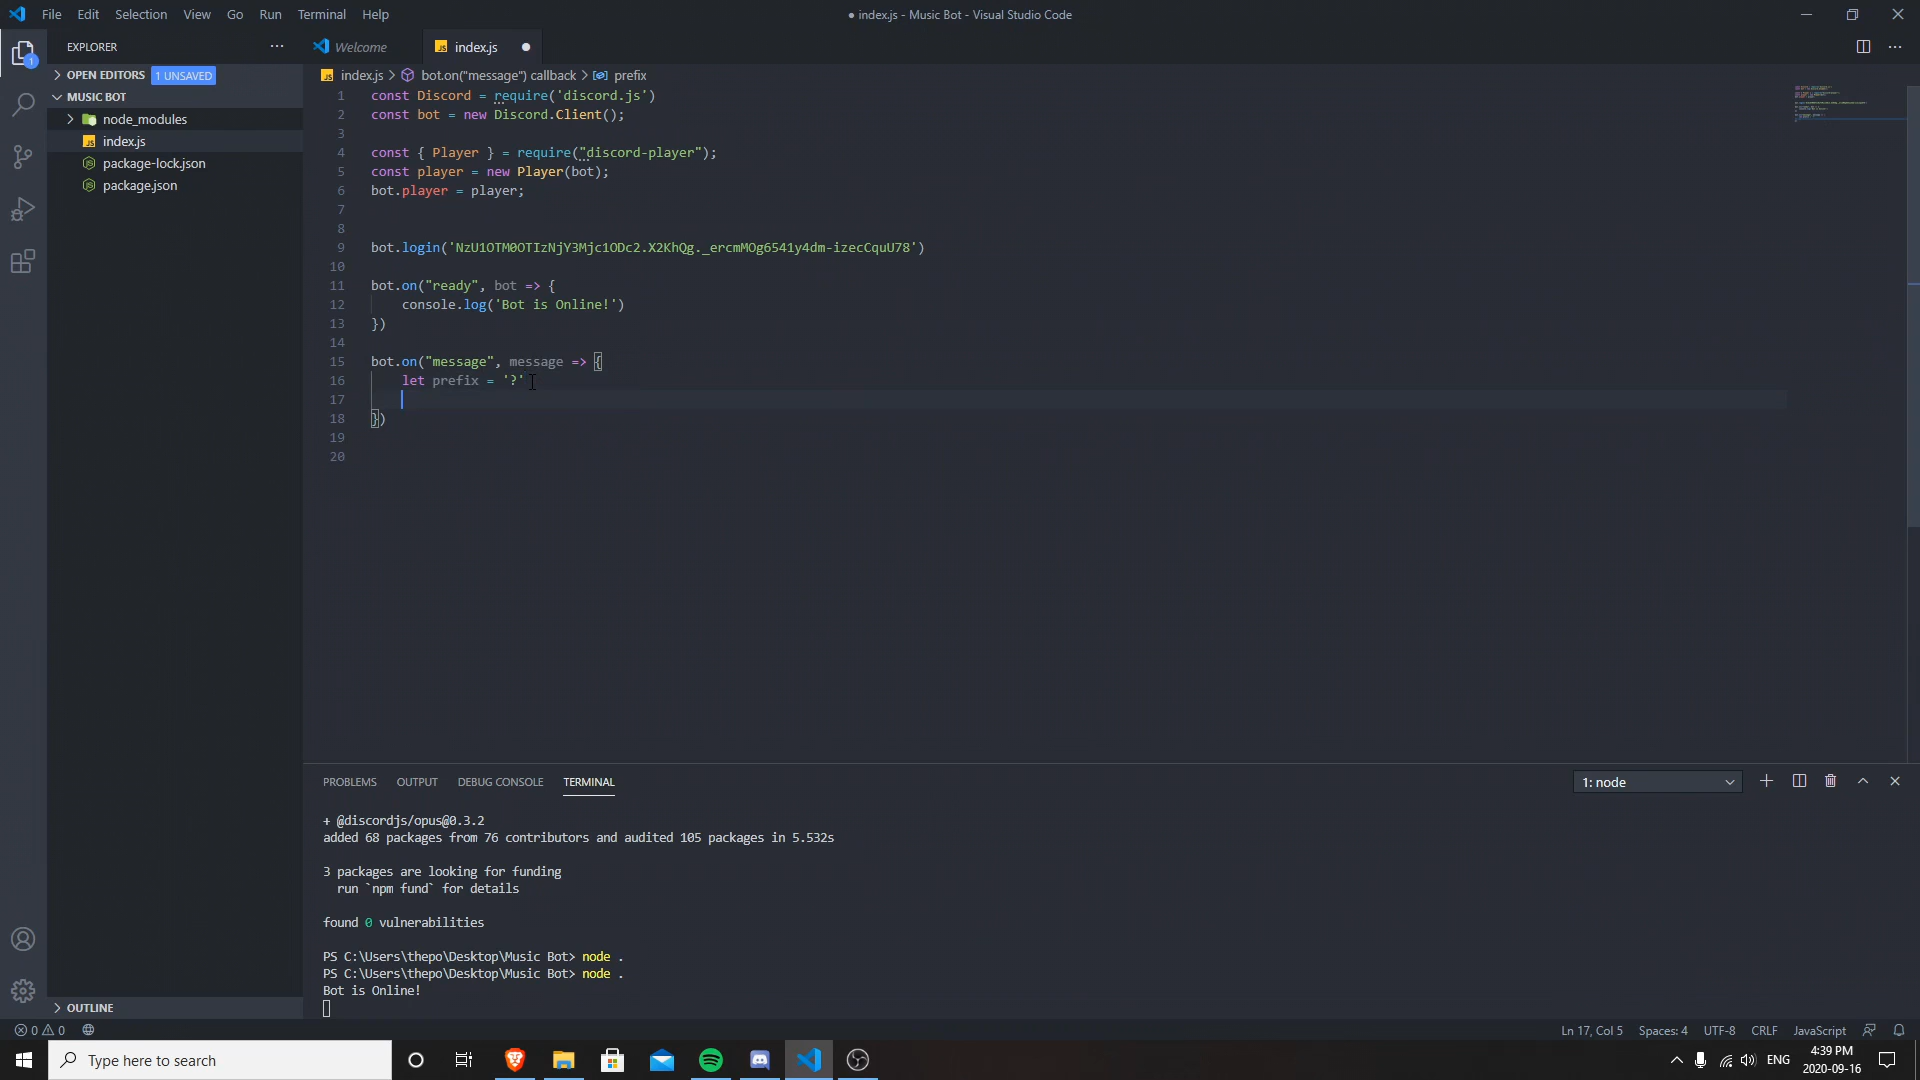 File Edit Selection View Go Run Terminal Help
● index.js - Music Bot - Visual Studio Code
EXPLORER
Welcome
index.js
1
OPEN EDITORS 1 UNSAVED
MUSIC BOT
node_modules
index.js
package-lock.json
package.json
OUTLINE
index.js > bot.on("message") callback > prefix
1 const Discord = require('discord.js')
2 const bot = new Discord.Client();
3
4 const { Player } = require("discord-player");
5 const player = new Player(bot);
6 bot.player = player;
7
8
9 bot.login('NzU1OTM0OTIzNjY3Mjc1ODc2.X2KhQg._ercmMOg6541y4dm-izecCquU78')
10
11 bot.on("ready", bot => {
12 console.log('Bot is Online!')
13 })
14
15 bot.on("message", message => {
16 let prefix = '?'
17
18 })
19
20
PROBLEMS OUTPUT DEBUG CONSOLE TERMINAL
1: node
+ @discordjs/opus@0.3.2
added 68 packages from 76 contributors and audited 105 packages in 5.532s
3 packages are looking for funding
run `npm fund` for details
found 0 vulnerabilities
PS C:\Users\thepo\Desktop\Music Bot> node .
PS C:\Users\thepo\Desktop\Music Bot> node .
Bot is Online!
0 0
Ln 17, Col 5 Spaces: 4 UTF-8 CRLF JavaScript
Type here to search
ENG
4:39 PM
2020-09-16